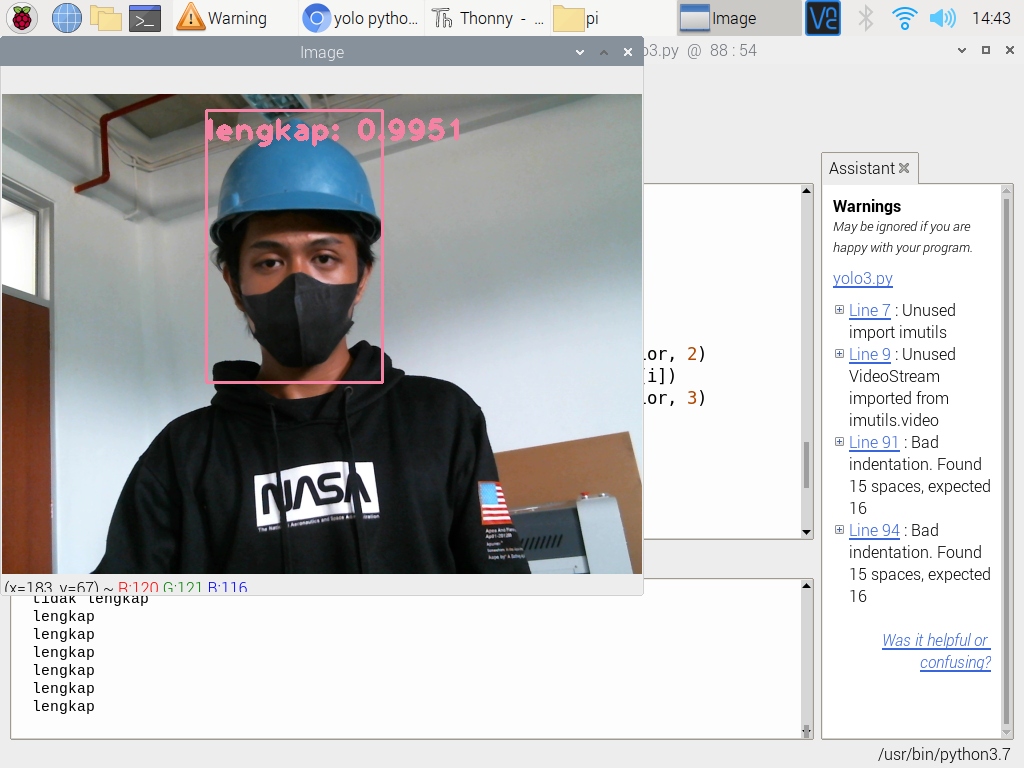 Warning
yolo pytho...
Thonny - ...
pi
Image
14:43
Image
o3.py @ 88 : 54
lengkap: 0.9951
NASA
Assistant
Warnings
May be ignored if you are
happy with your program.
yolo3.py
Line 7 : Unused
import imutils
Line 9 : Unused
VideoStream
imported from
imutils.video
Line 91 : Bad
indentation. Found
15 spaces, expected
16
Line 94 : Bad
indentation. Found
15 spaces, expected
16
Was it helpful or
confusing?
lor, 2)
[i])
lor, 3)
(x=183, y=67) ~ R:120 G:121 B:116
tidak lengkap
lengkap
lengkap
lengkap
lengkap
lengkap
lengkap
/usr/bin/python3.7